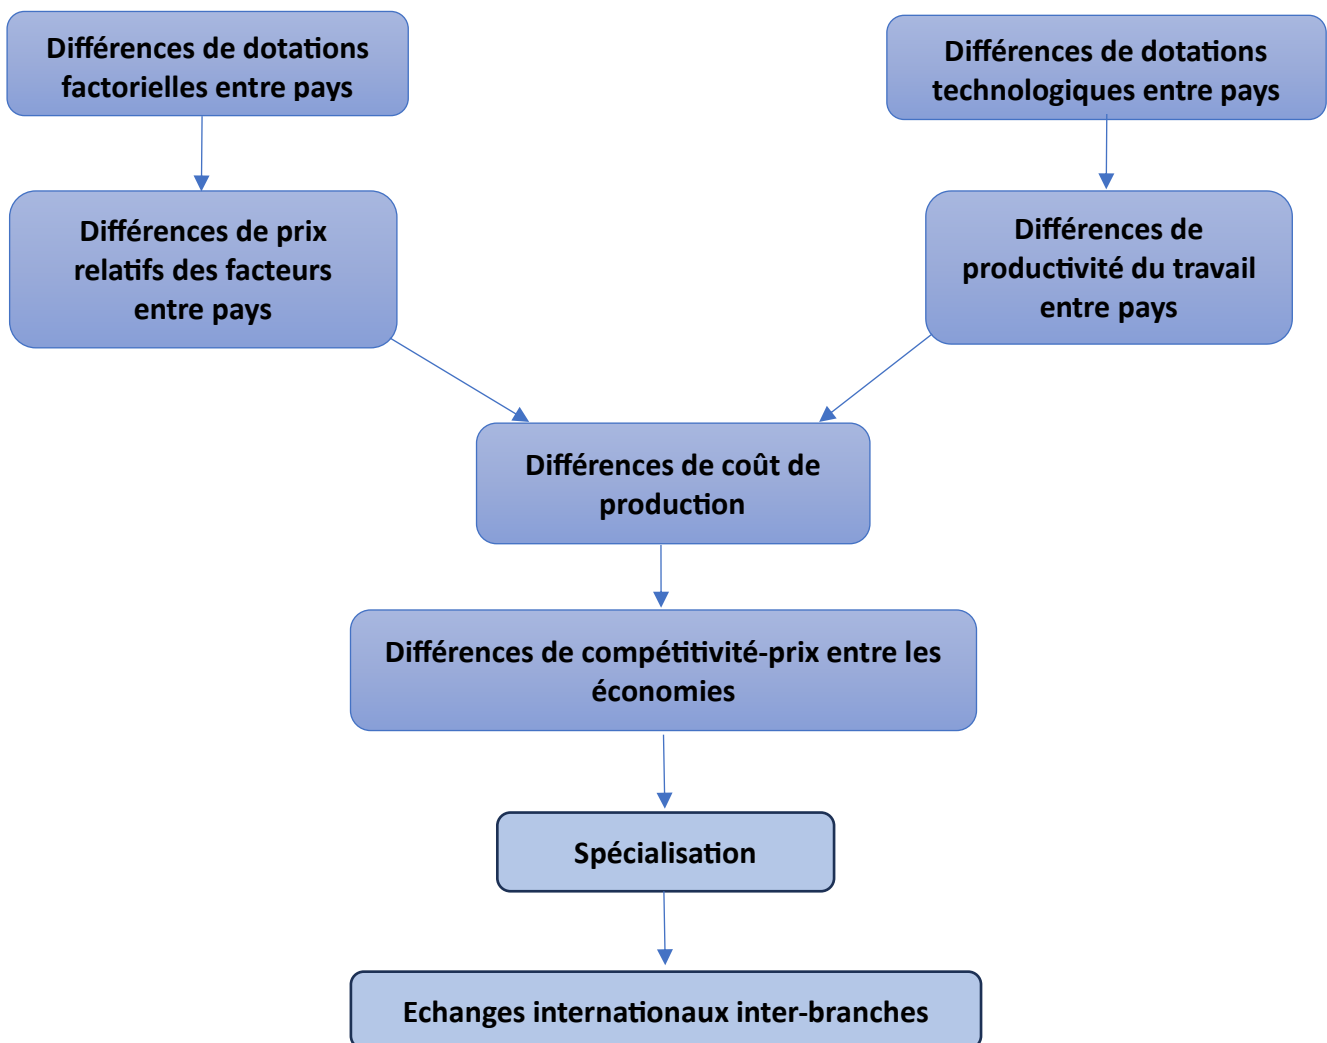 Différences de dotations
factorielles entre pays
Différences de dotations
technologiques entre pays
Différences de prix
relatifs des facteurs
entre pays
Différences de
productivité du travail
entre pays
Différences de coût de
production
Différences de compétitivité-prix entre les
économies
Spécialisation
Echanges internationaux inter-branches